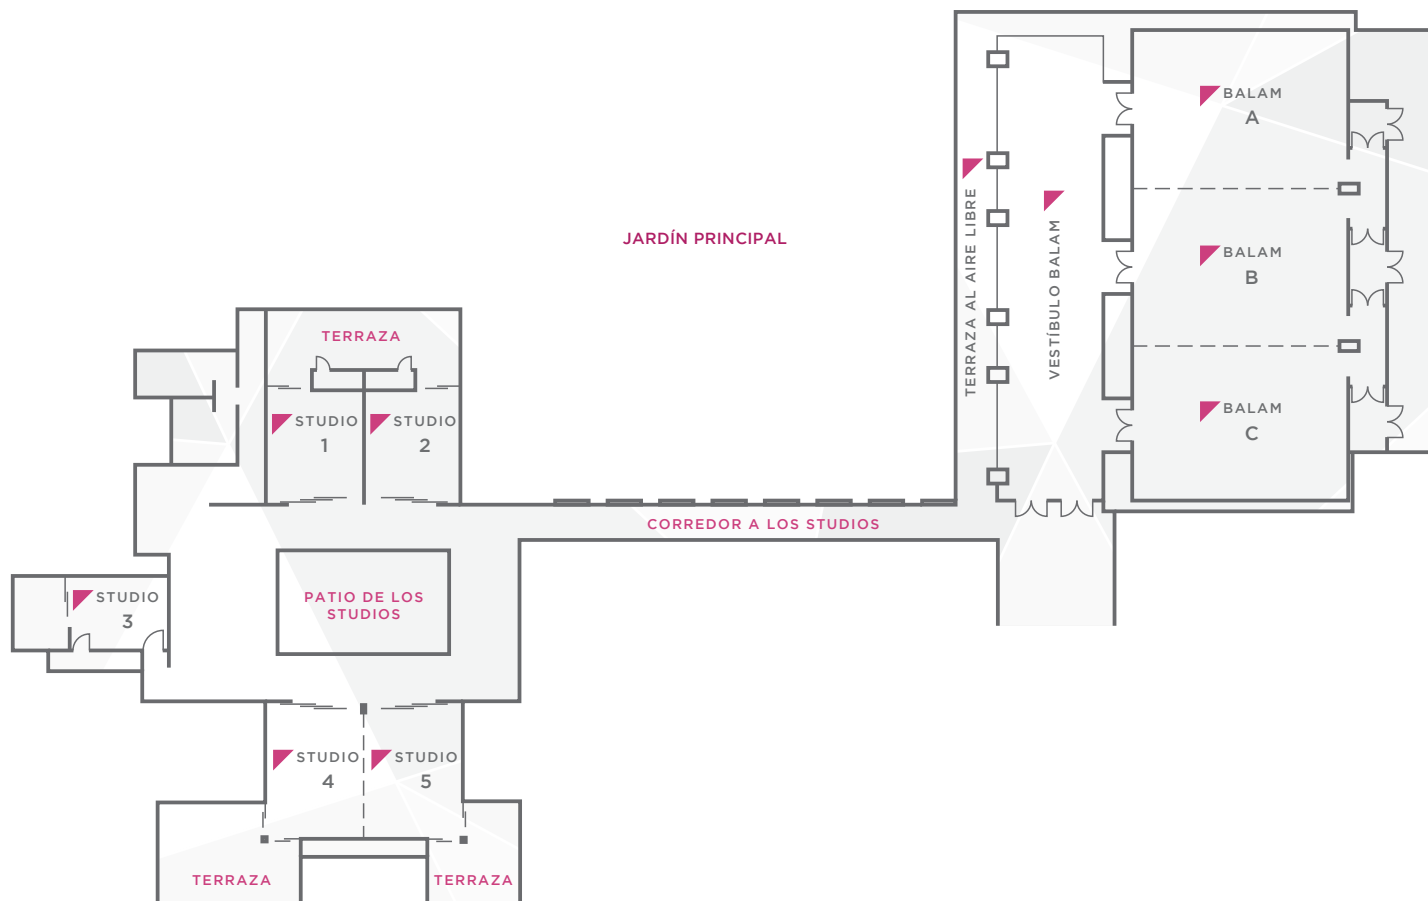 BALAM
A
TERRAZA AL AIRE LIBRE
VESTÍBULO BALAM
JARDÍN PRINCIPAL
BALAM
B
TERRAZA
BALAM
C
STUDIO
1
STUDIO
2
CORREDOR A LOS STUDIOS
PATIO DE LOS
STUDIOS
STUDIO
3
STUDIO
4
STUDIO
5
TERRAZA
TERRAZA